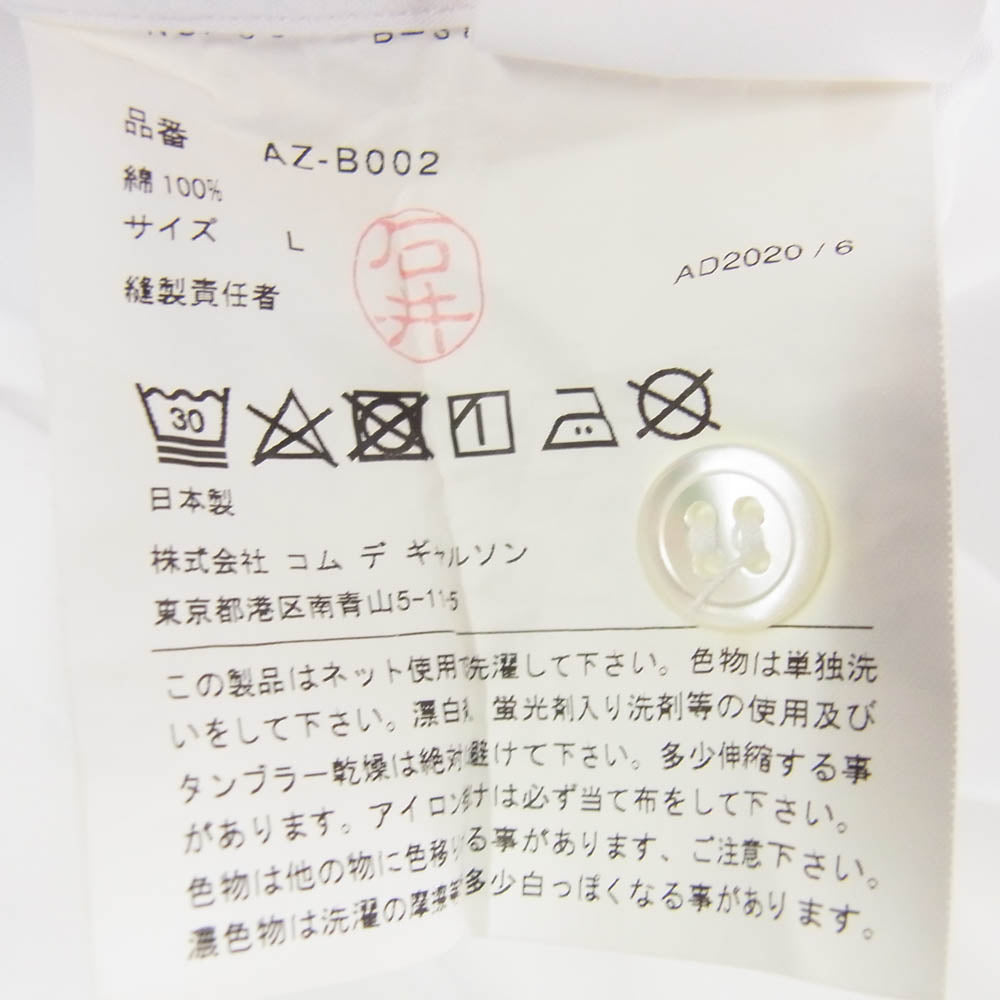 品番 AZ-B002
綿 100%
サイズ L
石井
AD2020 / 6
縫製責任者
30
日本製
株式会社 コム デ ギャルソン
東京都港区南青山5-11-5
この製品はネット使用で洗濯して下さい。色物は単独洗
いをして下さい。漂白剤 蛍光剤入り洗剤等の使用及び
タンブラー乾燥は絶対避けて下さい。多少伸縮する事
があります。アイロン は必ず当て布をして下さい。
色物は他の物に色移りする事があります、ご注意下さい。
濃色物は洗濯の摩擦等 多少白っぽくなる事があります。